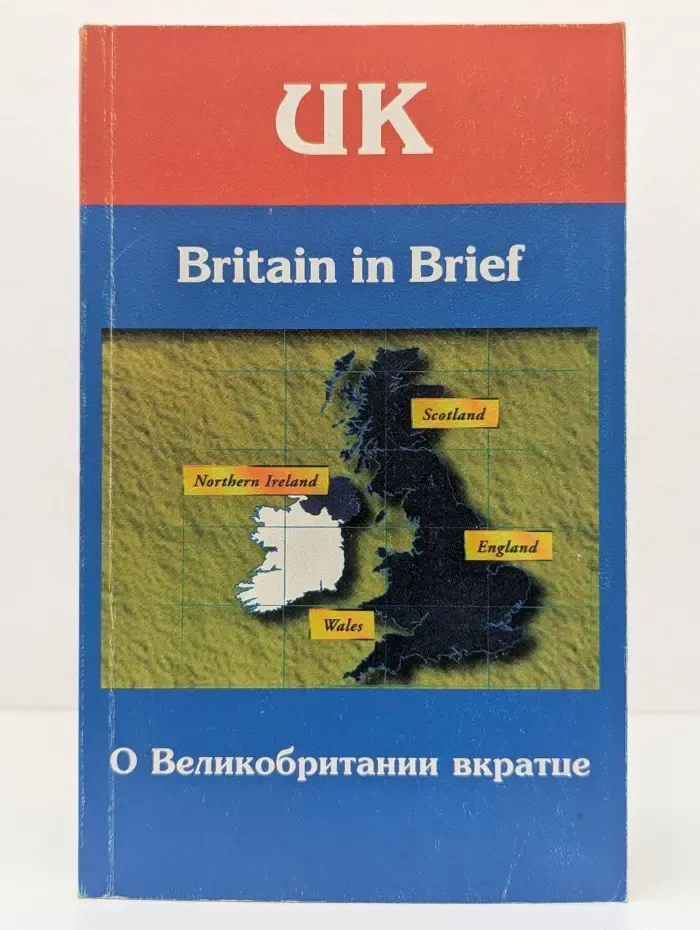 UK
Britain in Brief
Scotland
Northern Ireland
England
Wales
О Великобритании вкратце